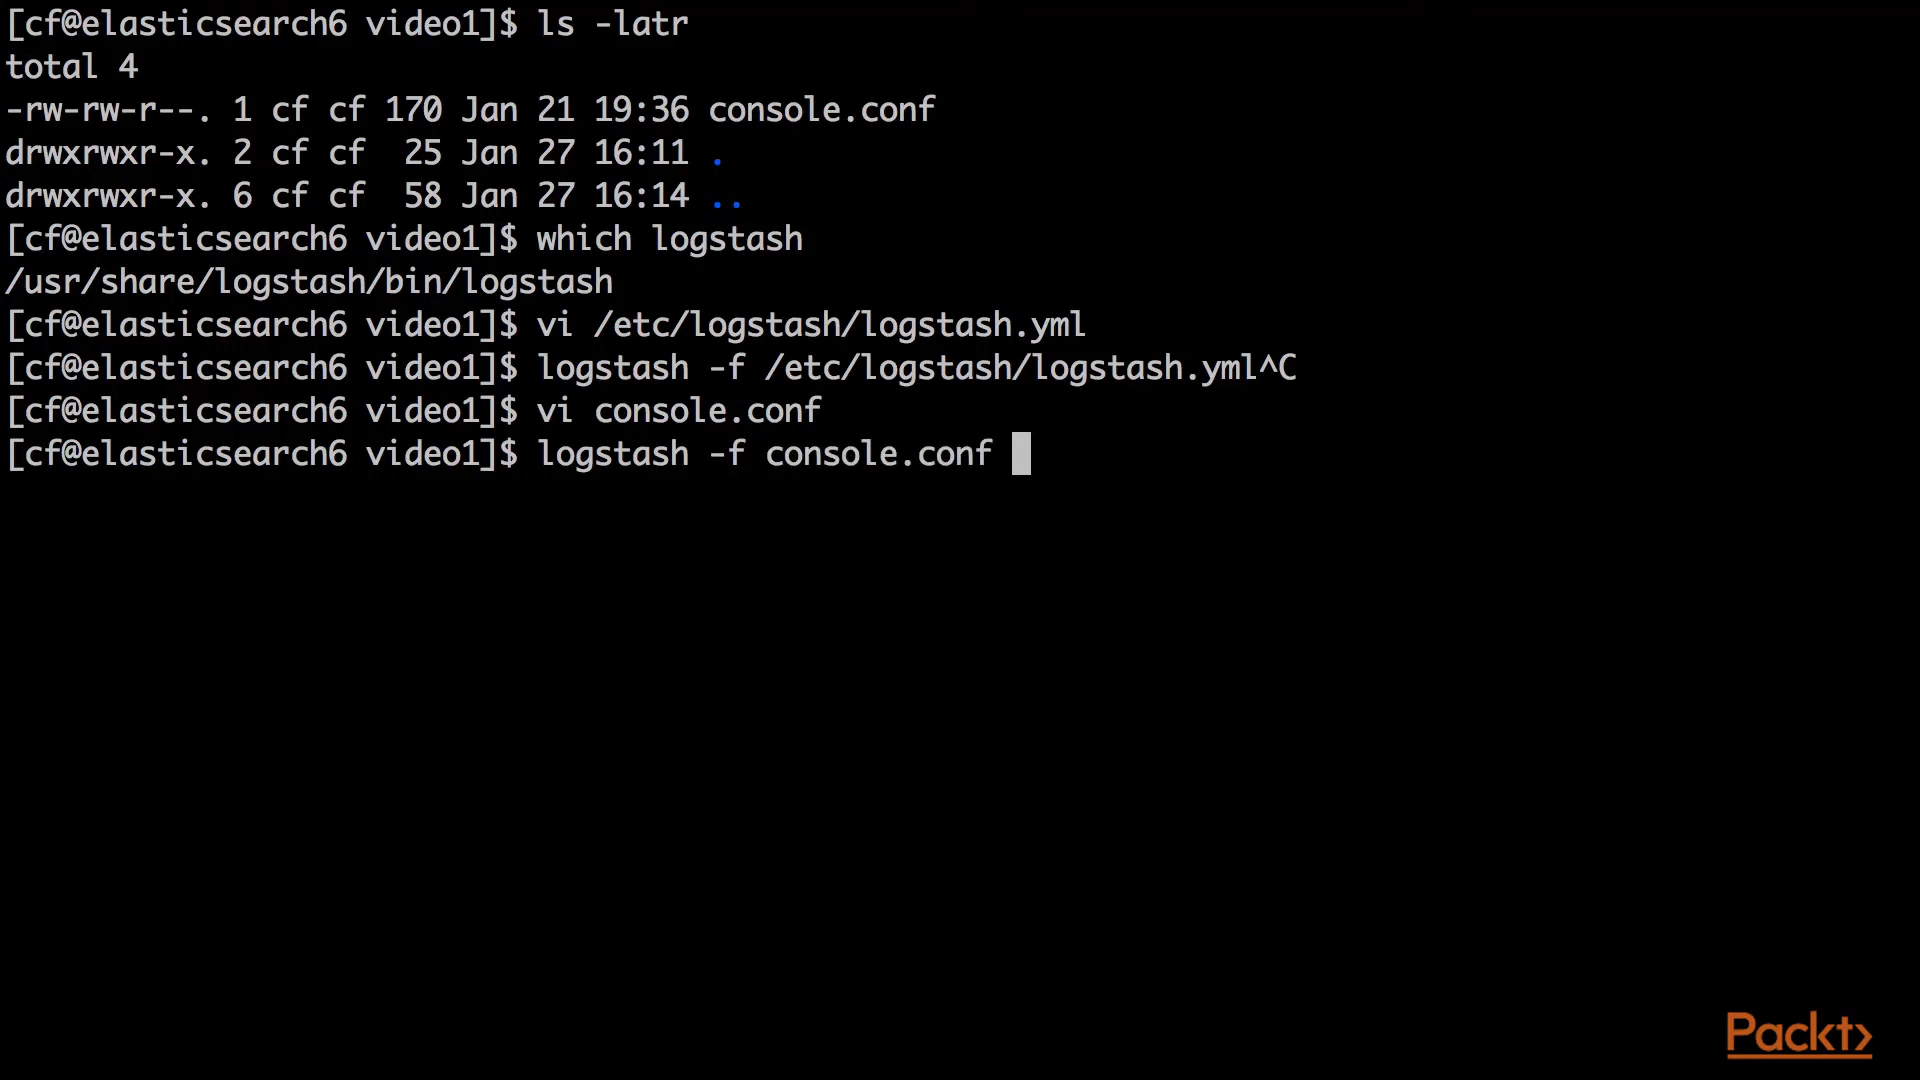 [cf@elasticsearch6 video1]$ ls -latr
total 4
-rw-rw-r--. 1 cf cf 170 Jan 21 19:36 console.conf
drwxrwxr-x. 2 cf cf  25 Jan 27 16:11 .
drwxrwxr-x. 6 cf cf  58 Jan 27 16:14 ..
[cf@elasticsearch6 video1]$ which logstash
/usr/share/logstash/bin/logstash
[cf@elasticsearch6 video1]$ vi /etc/logstash/logstash.yml
[cf@elasticsearch6 video1]$ logstash -f /etc/logstash/logstash.yml^C
[cf@elasticsearch6 video1]$ vi console.conf
[cf@elasticsearch6 video1]$ logstash -f console.conf
Packt>